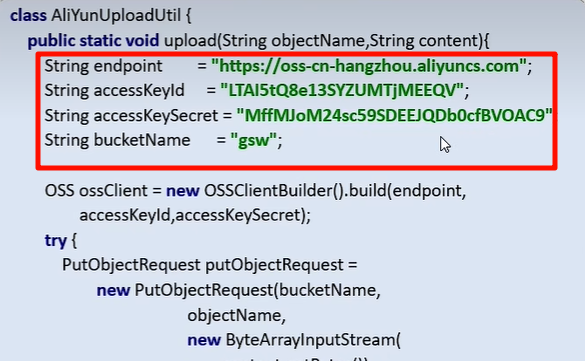 class AliYunUploadUtil {
public static void upload(String objectName,String content){
String endpoint = "https://oss-cn-hangzhou.aliyuncs.com";
String accessKeyId = "LTAI5tQ8e13SYZUMTjMEEQV";
String accessKeySecret = "MffMJoM24sc59SDEEJQDb0cfBVOAC9"
String bucketName = "gsw";
OSS ossClient = new OSSClientBuilder().build(endpoint,
accessKeyId,accessKeySecret);
try {
PutObjectRequest putObjectRequest =
new PutObjectRequest(bucketName,
objectName,
new ByteArrayInputStream(